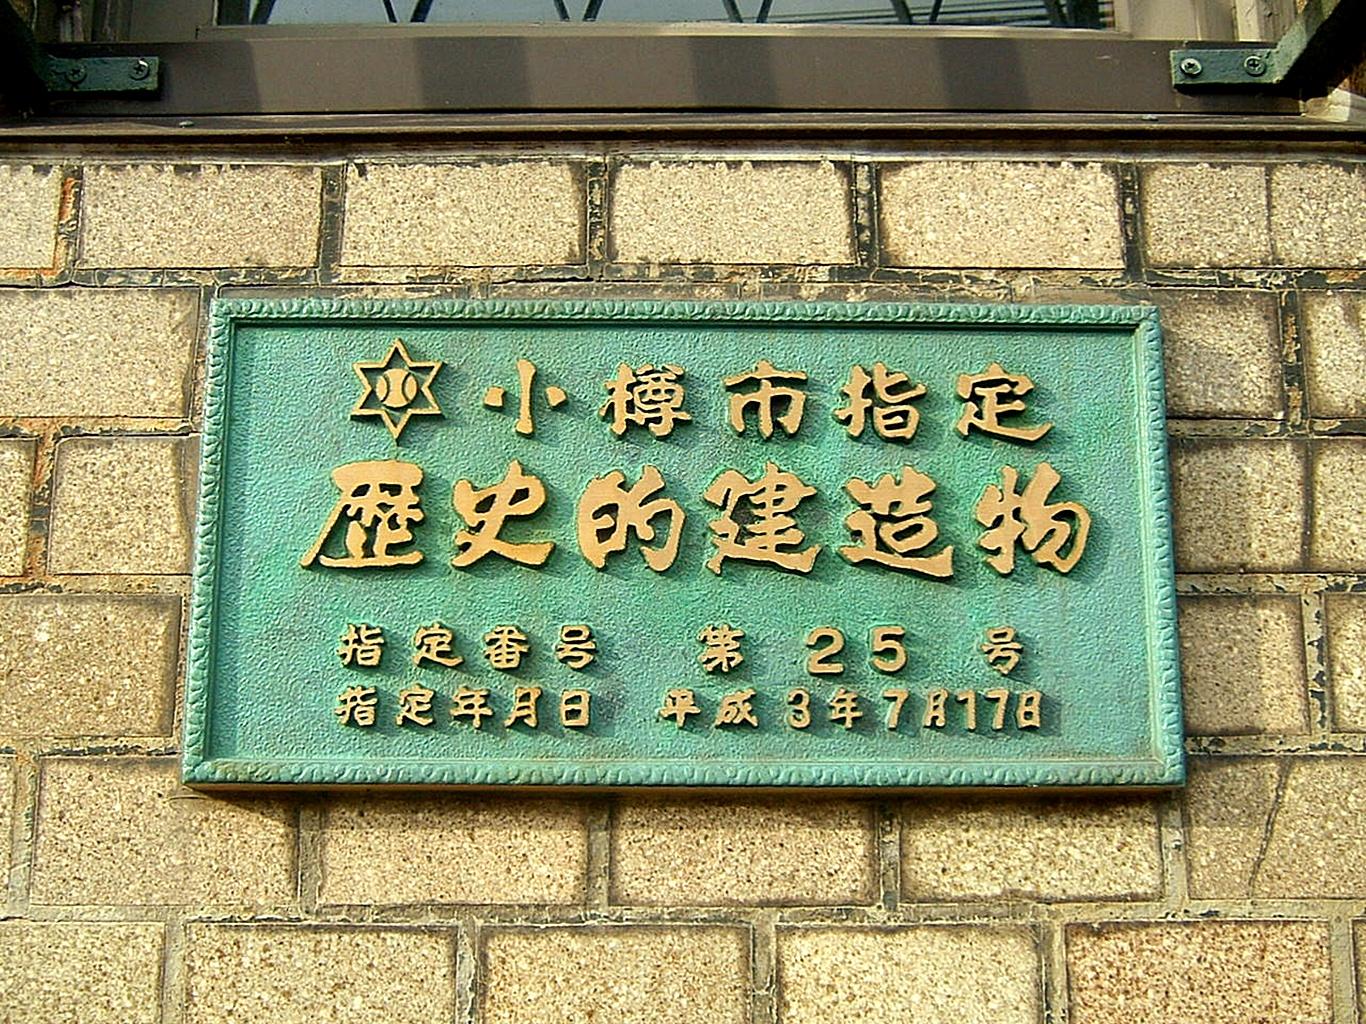 小樽市指定
歴史的建造物
指定番号 第25号
指定年月日 平成3年7月17日